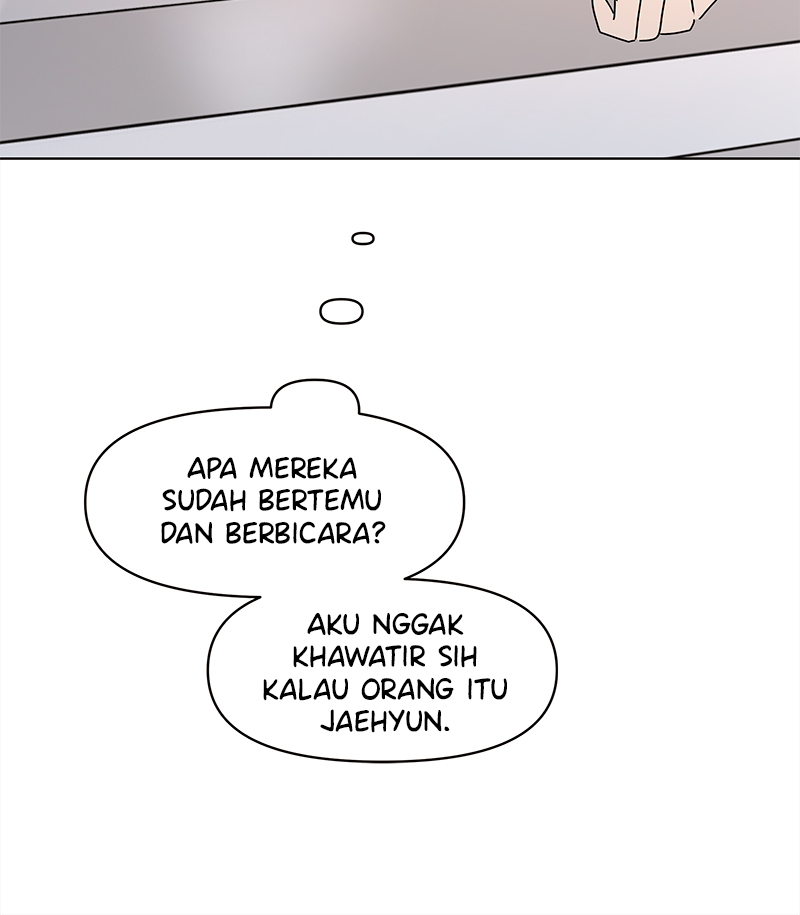 APA MEREKA
SUDAH BERTEMU
DAN BERBICARA?
AKU NGGAK
KHAWATIR SIH
KALAU ORANG ITU
JAEHYUN.